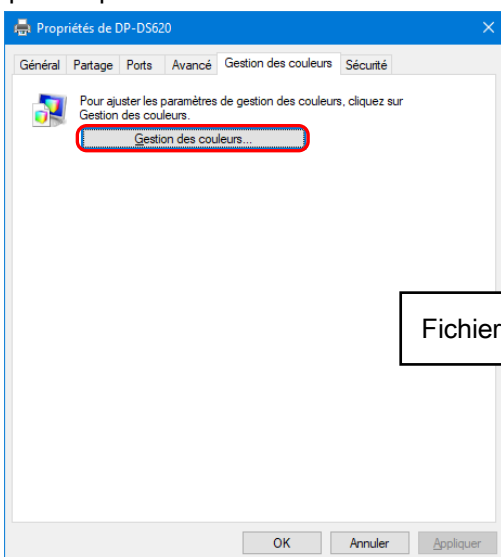 Propriétés de DP-DS620
Général Partage Ports Avancé Gestion des couleurs Sécurité
Pour ajuster les paramètres de gestion des couleurs, cliquez sur
Gestion des couleurs.
Gestion des couleurs...
Fichier
OK Annuler Appliquer